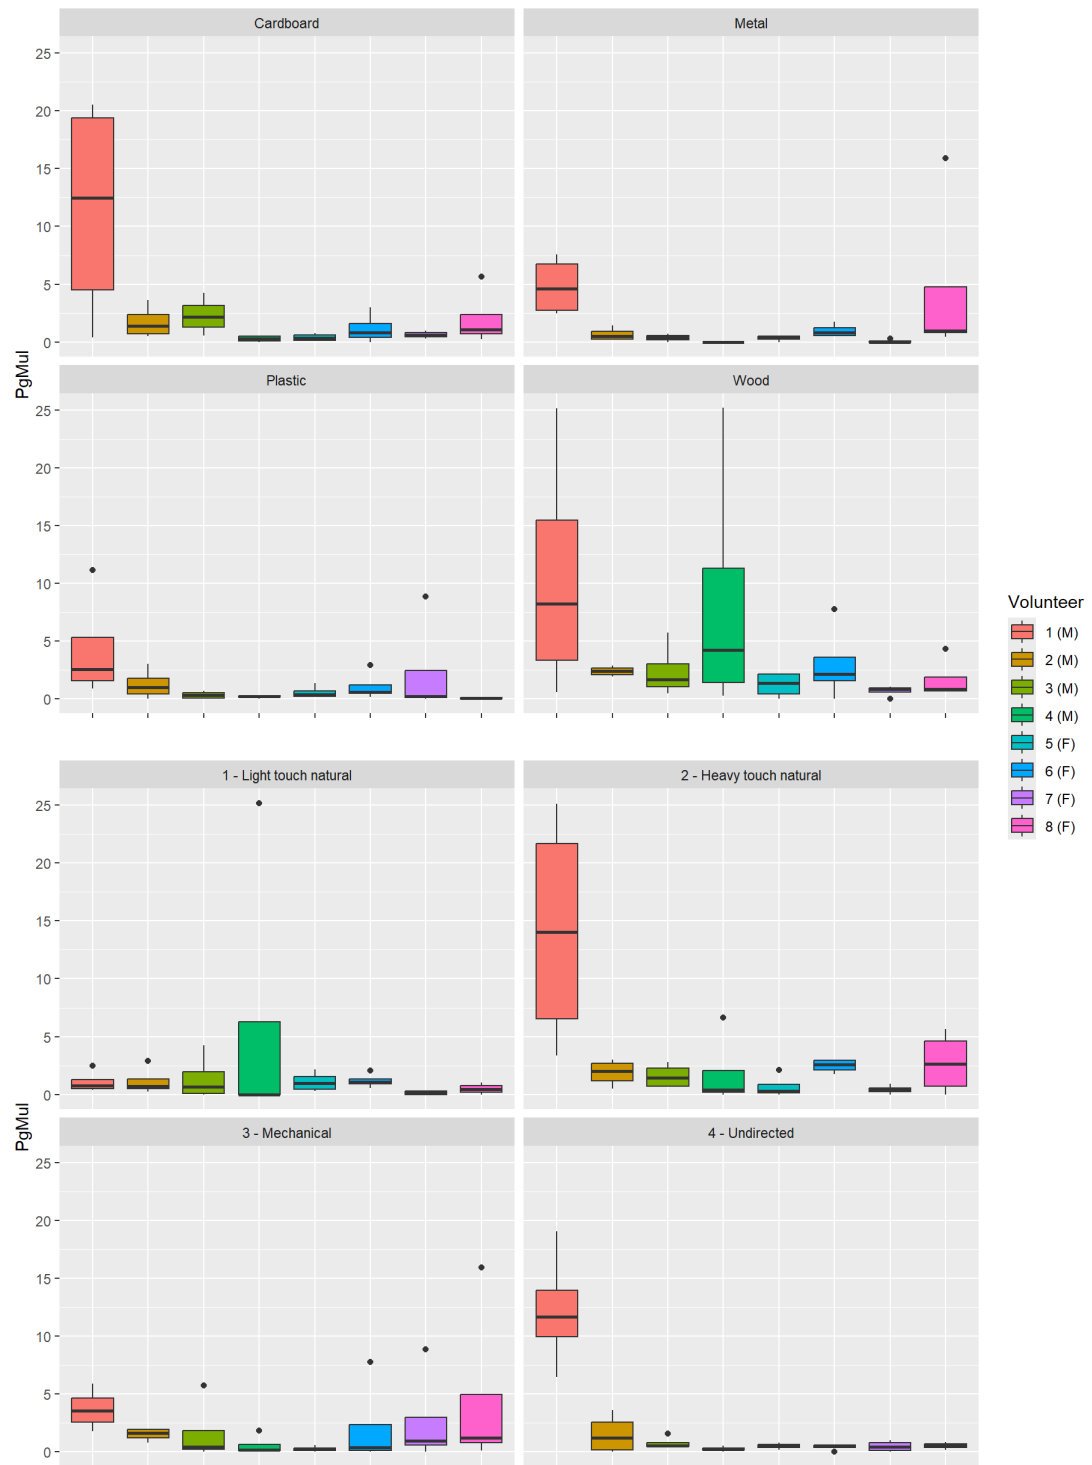 Cardboard
Metal
25
20
15
10
5
0
PgMul
Plastic
Wood
25
20
15
10
5
0
1 - Light touch natural
2 - Heavy touch natural
25
20
15
10
5
0
PgMul
3 - Mechanical
4 - Undirected
25
20
15
10
5
0
Volunteer
1 (M)
2 (M)
3 (M)
4 (M)
5 (F)
6 (F)
7 (F)
8 (F)